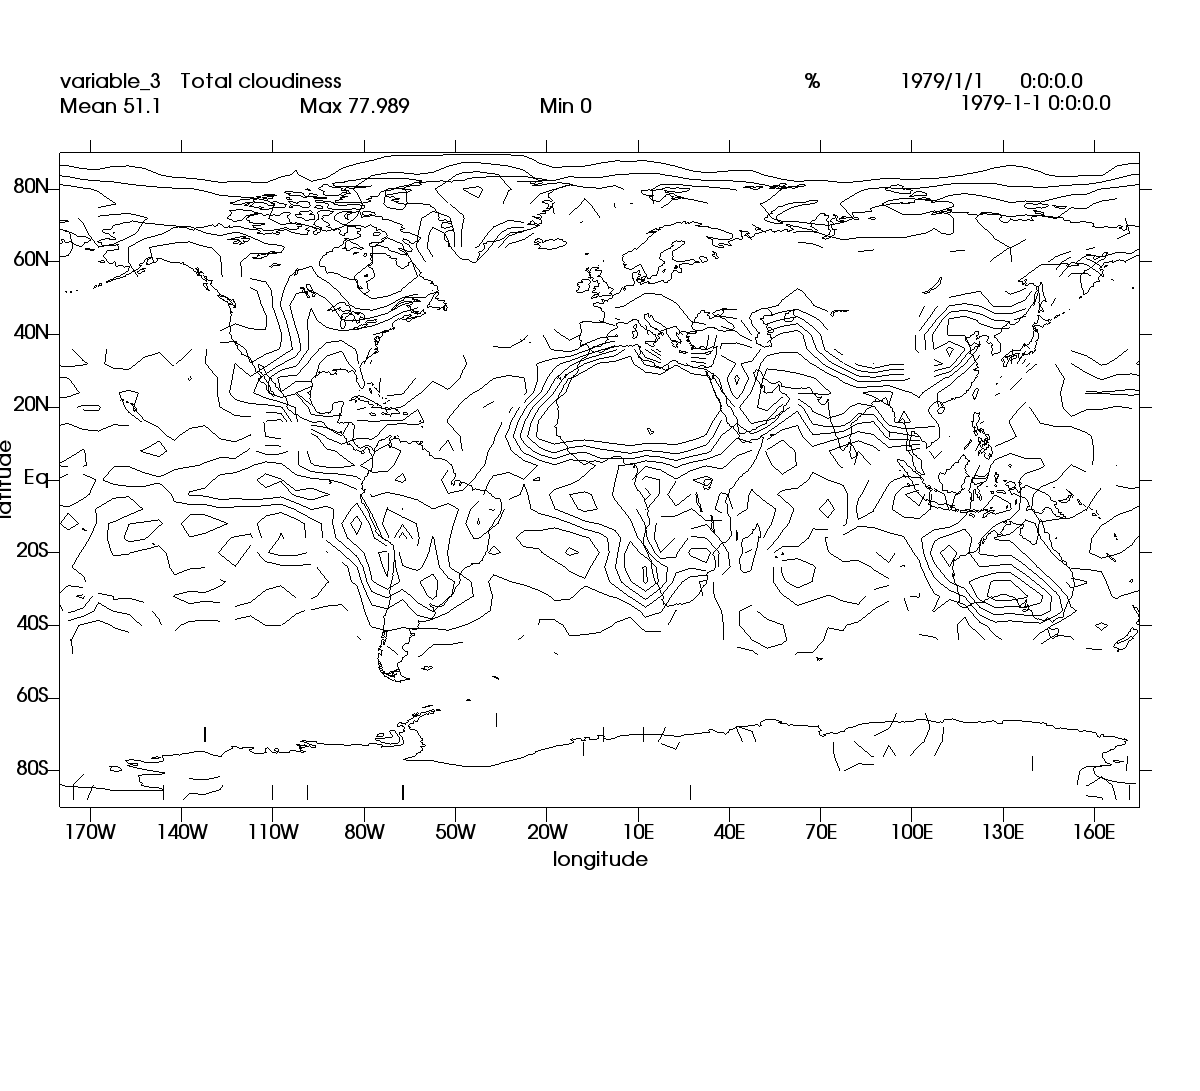 variable_3 Total cloudiness % 1979/1/1 0:0:0.0
Mean 51.1 Max 77.989 Min 0 1979-1-1 0:0:0.0
80N
60N
40N
20N
Eq
20S
40S
60S
80S
latitude
170W 140W 110W 80W 50W 20W 10E 40E 70E 100E 130E 160E
longitude